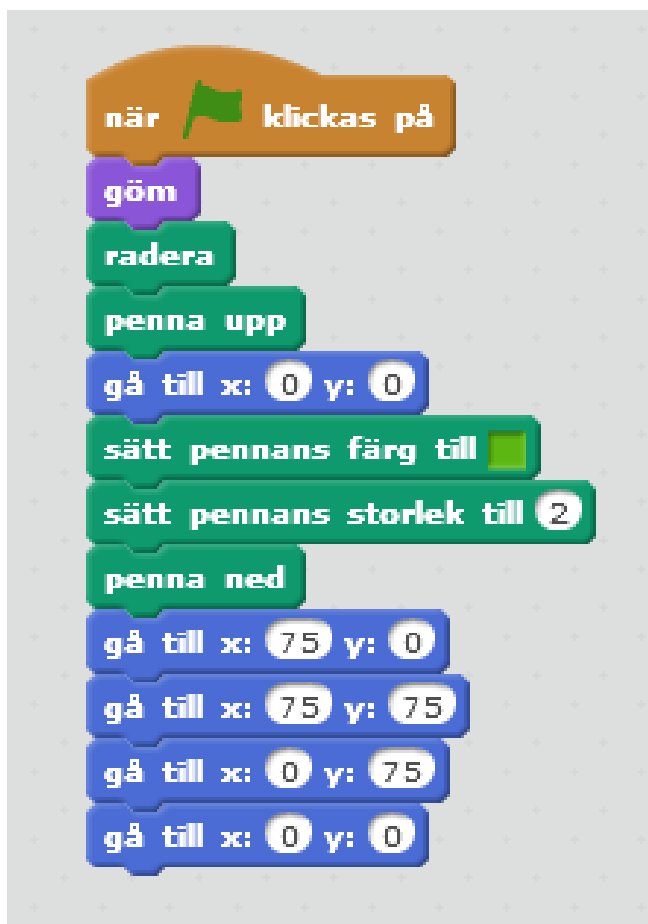 när klickas på
göm
radera
penna upp
gå till x: 0 y: 0
sätt pennans färg till
sätt pennans storlek till 2
penna ned
gå till x: 75 y: 0
gå till x: 75 y: 75
gå till x: 0 y: 75
gå till x: 0 y: 0